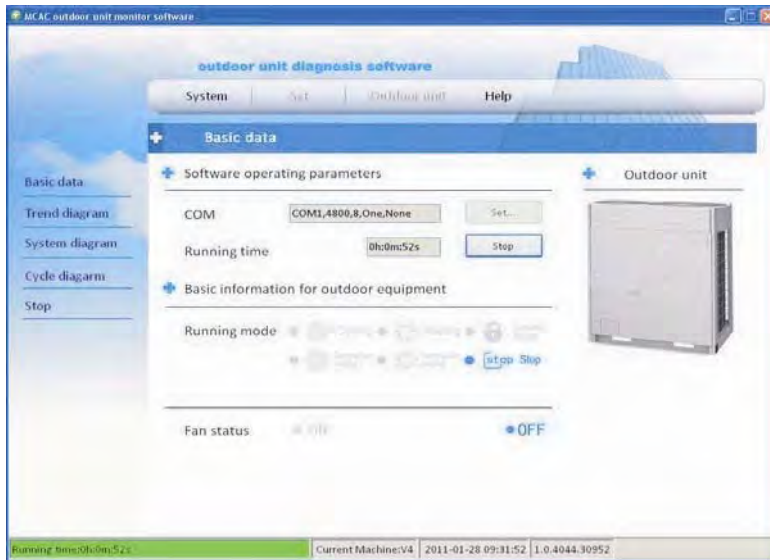 MCAC outdoor unit monitor software
outdoor unit diagnosis software
System Set Outdoor unit Help
Basic data
Basic data
Trend diagram
System diagram
Cycle diagarm
Stop
Software operating parameters
COM COM1,4800,8,One,None Set...
Running time 0h:0m:52s Stop
Basic information for outdoor equipment
Running mode
stop Stop
Fan status OFF
Outdoor unit
Running time:0h:0m:52s Current Machine:V4 2011-01-28 09:31:52 1.0.4044.30952